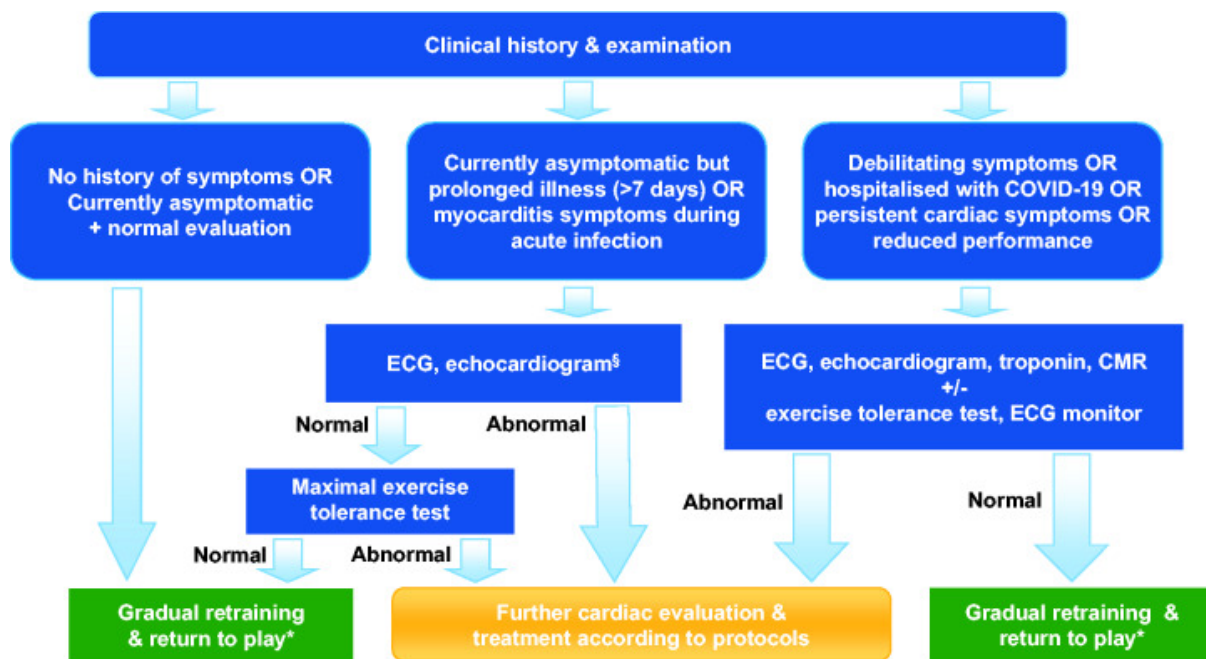 Clinical history & examination
No history of symptoms OR
Currently asymptomatic
+ normal evaluation
Currently asymptomatic but
prolonged illness (>7 days) OR
myocarditis symptoms during
acute infection
Debilitating symptoms OR
hospitalised with COVID-19 OR
persistent cardiac symptoms OR
reduced performance
ECG, echocardiogram§
ECG, echocardiogram, troponin, CMR
+/-
exercise tolerance test, ECG monitor
Normal
Abnormal
Maximal exercise
tolerance test
Abnormal
Normal
Normal
Abnormal
Gradual retraining
& return to play*
Further cardiac evaluation &
treatment according to protocols
Gradual retraining &
return to play*